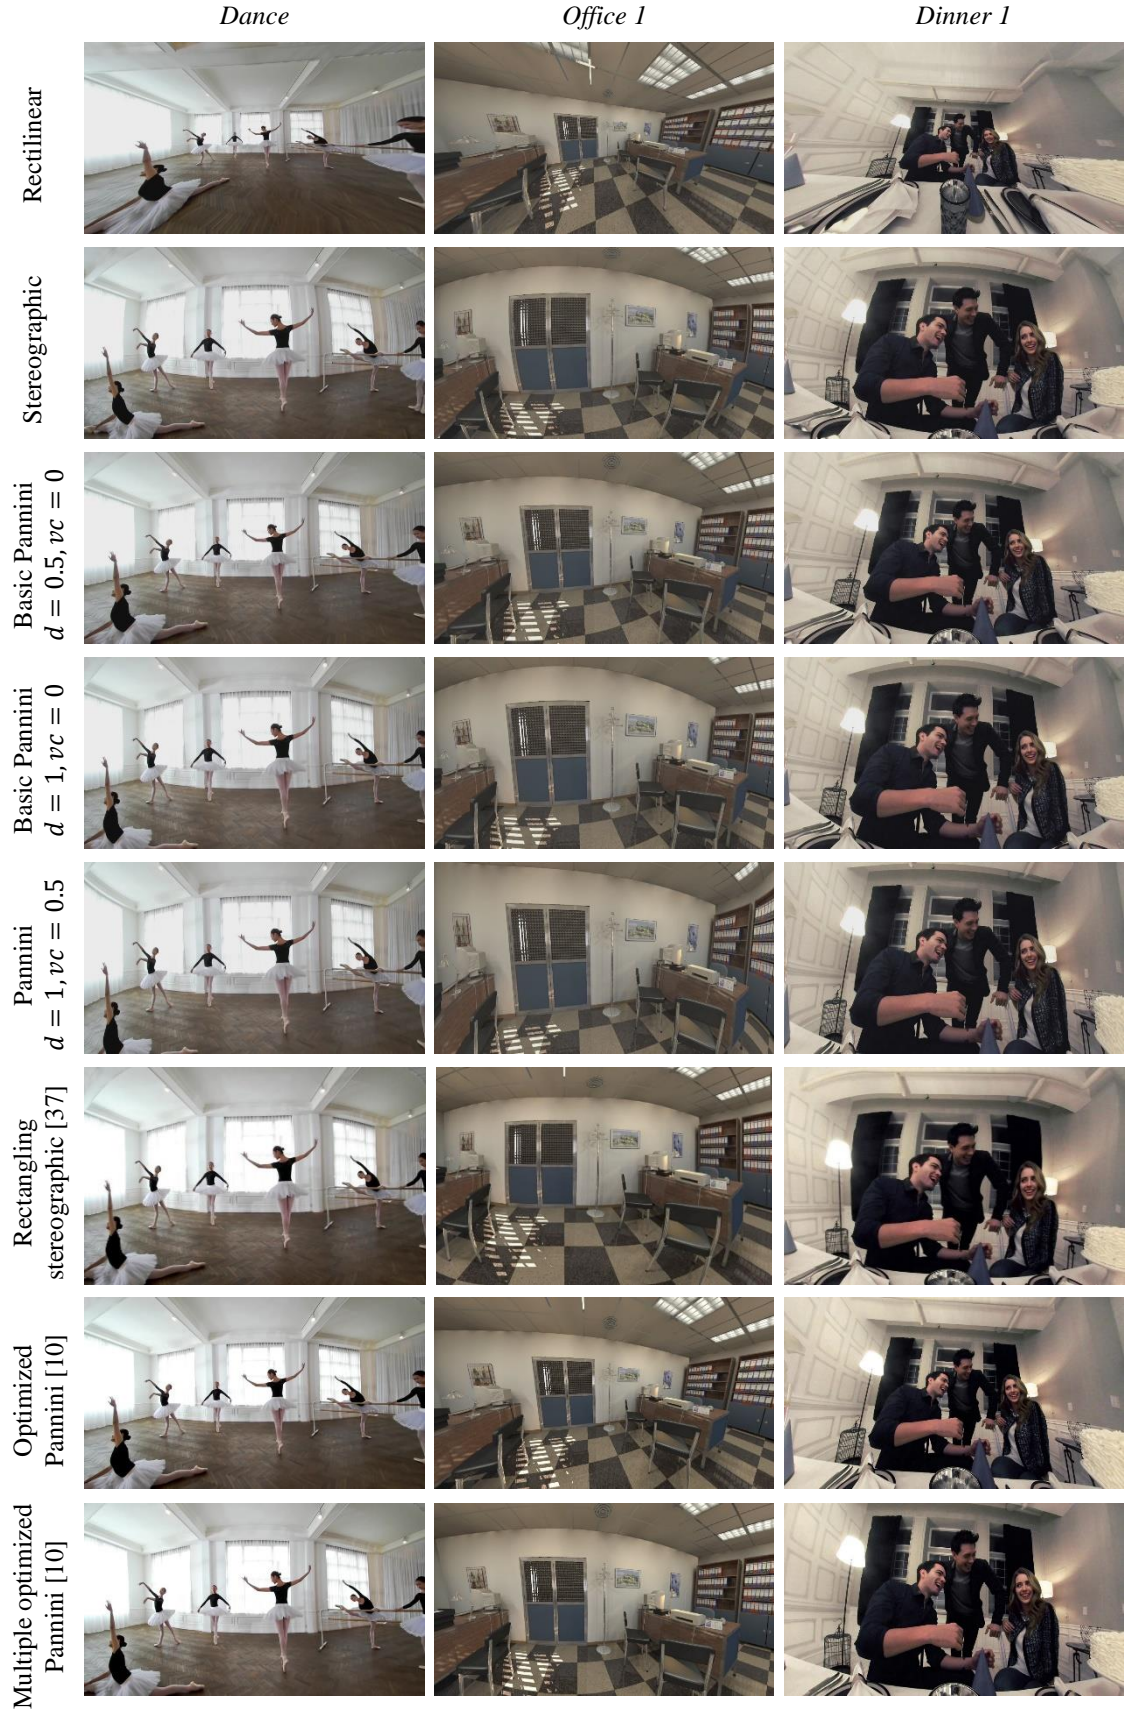 Dance Office 1 Dinner 1
Rectilinear
Stereographic
Basic Pannini
d = 0.5, vc = 0
Basic Pannini
d = 1, vc = 0
Pannini
d = 1, vc = 0.5
Rectangling
stereographic [37]
Optimized
Pannini [10]
Multiple optimized
Pannini [10]